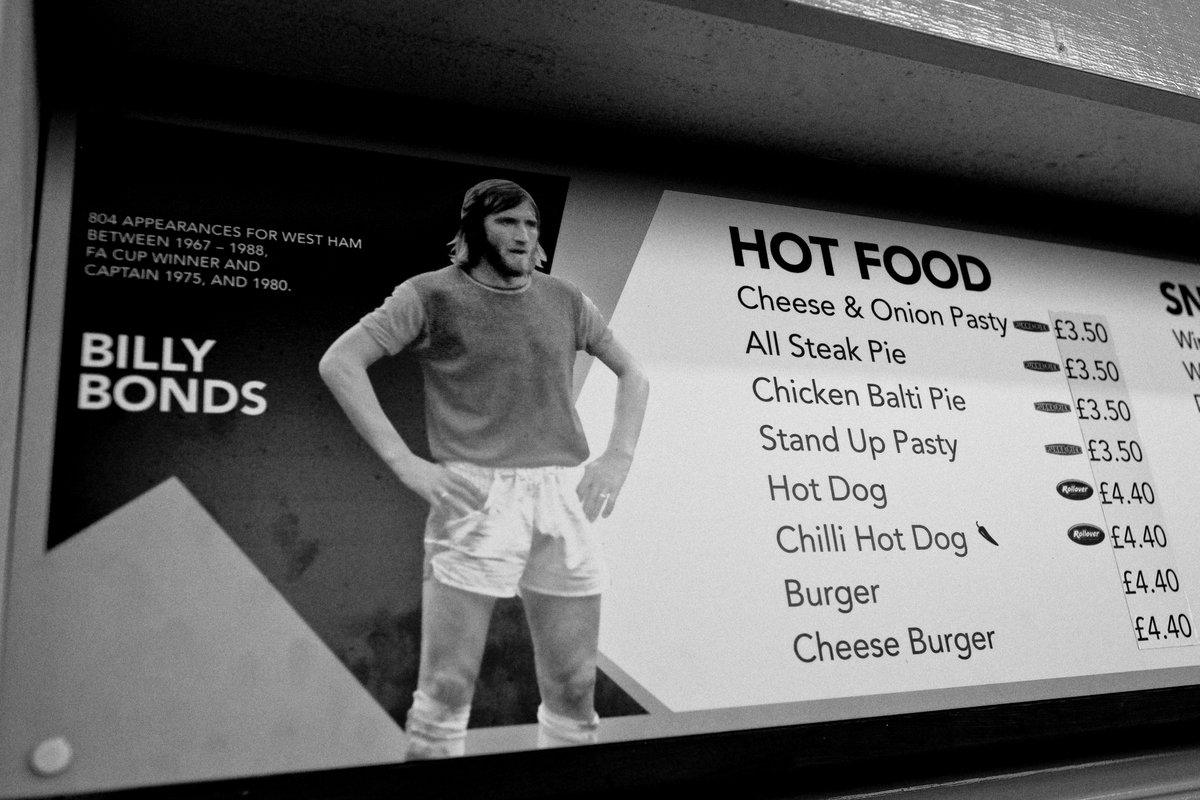 804 APPEARANCES FOR WEST HAM
BETWEEN 1967 – 1988,
FA CUP WINNER AND
CAPTAIN 1975, AND 1980.
BILLY
BONDS
HOT FOOD
Cheese & Onion Pasty £3.50
All Steak Pie £3.50
Chicken Balti Pie £3.50
Stand Up Pasty £3.50
Hot Dog Rollover £4.40
Chilli Hot Dog Rollover £4.40
Burger £4.40
Cheese Burger £4.40